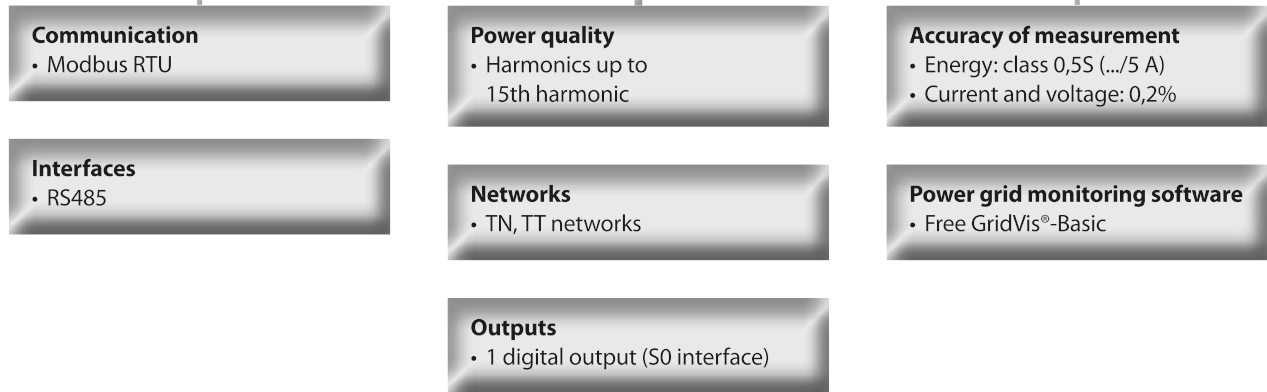 Communication
• Modbus RTU
Interfaces
• RS485
Power quality
• Harmonics up to
15th harmonic
Networks
• TN, TT networks
Outputs
• 1 digital output (S0 interface)
Accuracy of measurement
• Energy: class 0,5S (.../5 A)
• Current and voltage: 0,2%
Power grid monitoring software
• Free GridVis®-Basic